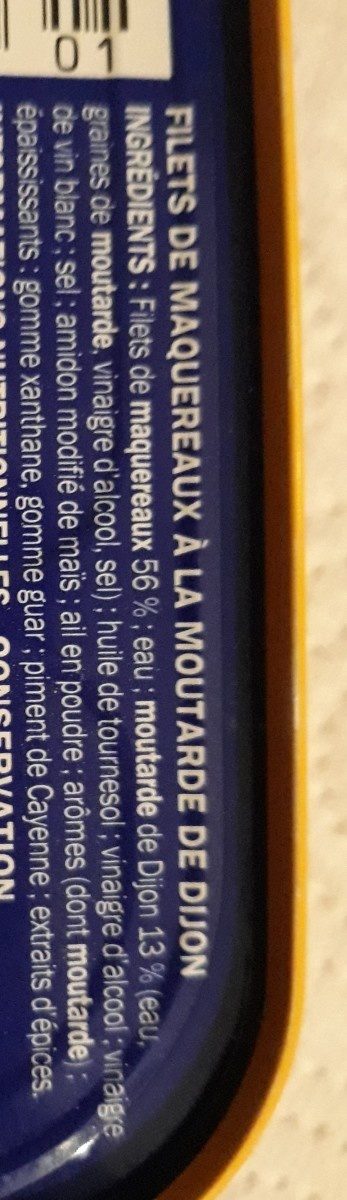 01
FILETS DE MAQUEREAUX À LA MOUTARDE DE DIJON
INGRÉDIENTS : Filets de maquereaux 56 % ; eau ; moutarde de Dijon 13 % (eau,
graines de moutarde, vinaigre d'alcool, sel) ; huile de tournesol ; vinaigre d'alcool ; vinaigre
de vin blanc ; sel ; amidon modifié de maïs ; ail en poudre ; arômes (dont moutarde) ;
épaississants : gomme xanthane, gomme guar ; piment de Cayenne ; extraits d'épices.
CONSERVATION